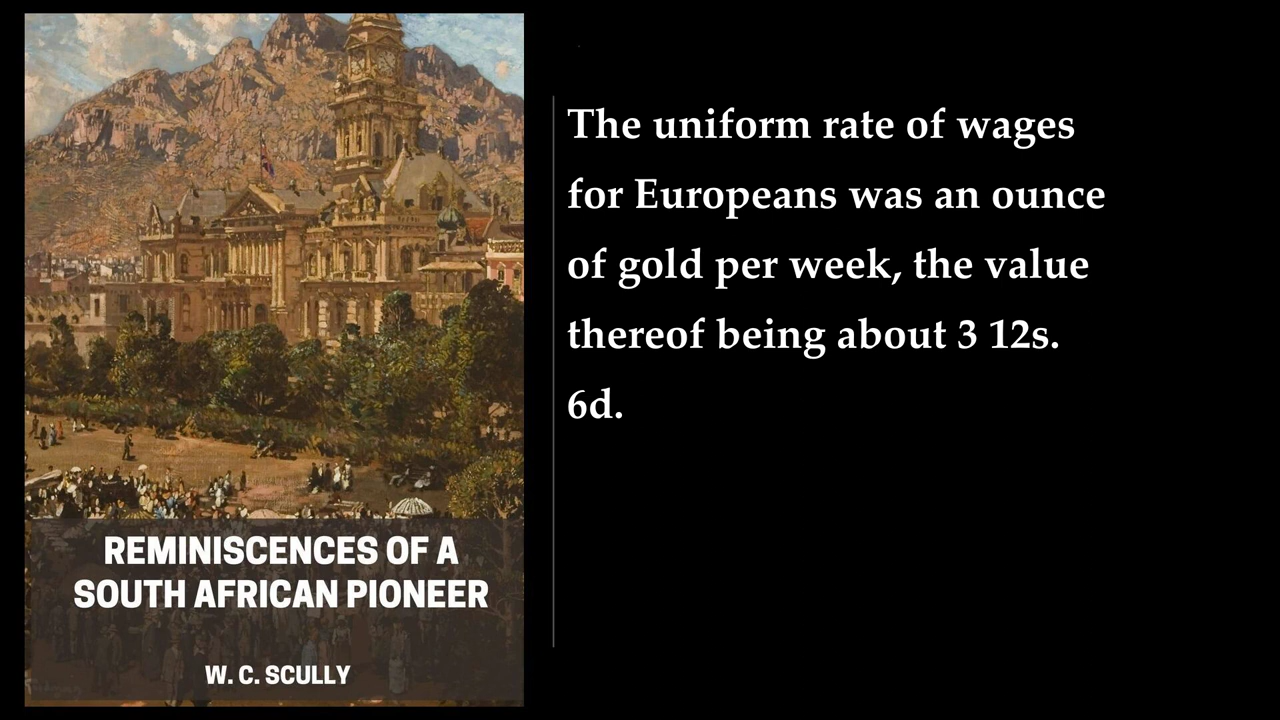 The uniform rate of wages
for Europeans was an ounce
of gold per week, the value
thereof being about 3 12s.
6d.
REMINISCENCES OF A
SOUTH AFRICAN PIONEER
W. C. SCULLY